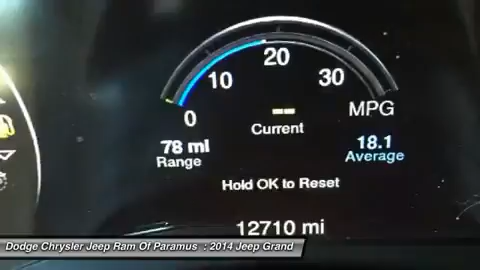 20
10
30
0
--
MPG
Current
78 mi
Range
18.1
Average
Hold OK to Reset
12710 mi
Dodge Chrysler Jeep Ram Of Paramus : 2014 Jeep Grand